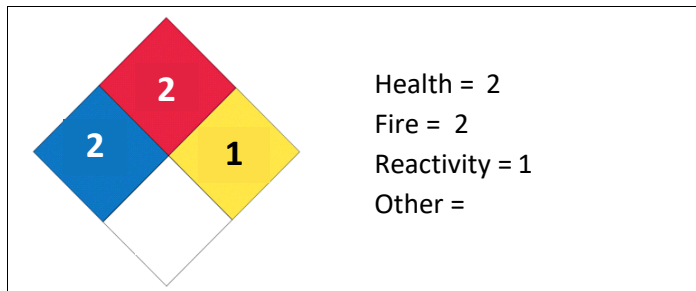 2
2
1
Health = 2
Fire = 2
Reactivity = 1
Other =